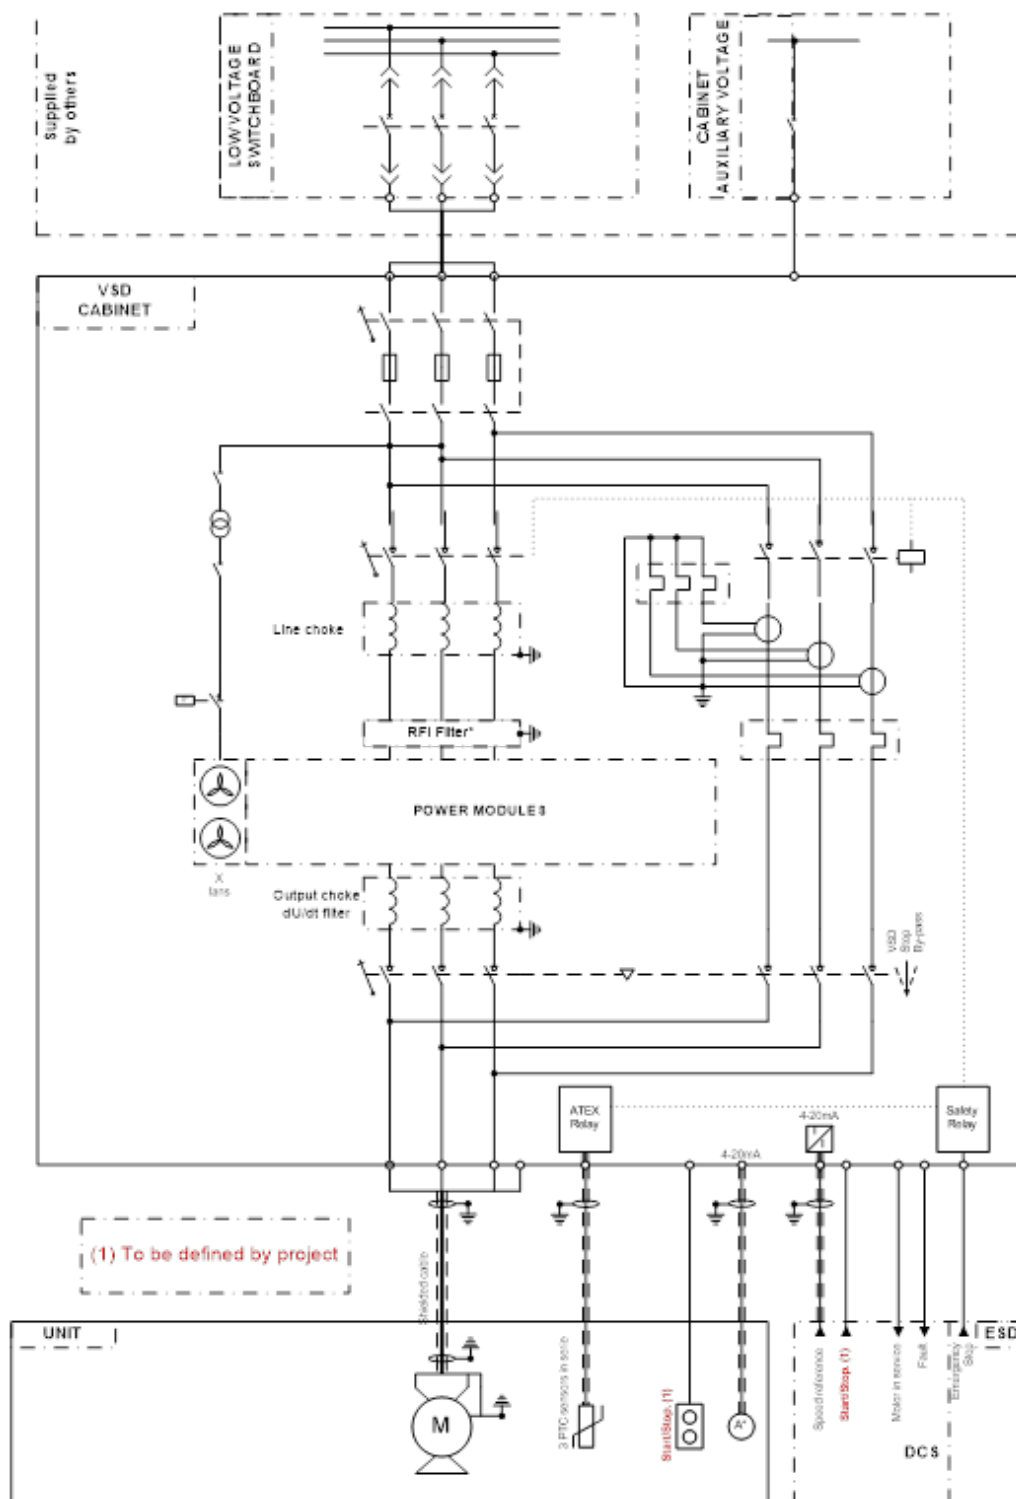 Supplied
by others
LOW VOLTAGE
SWITCHBOARD
CABINET
AUXILIARY VOLTAGE
VSD
CABINET
Line choke
RFI Filter*
POWER MODULES
X
fans
Output choke
dU/dt filter
VSD
Stop
By-pass
ATEX
Relay
4-20mA
Safety
Relay
4-20mA
(1) To be defined by project
Shielded cable
UNIT
M
3 PTC sensors in serie
Start/Stop. (1)
A*
Speed reference
Start/Stop. (1)
Motor in service
Fault
Emergency
Stop
ESD
DCS